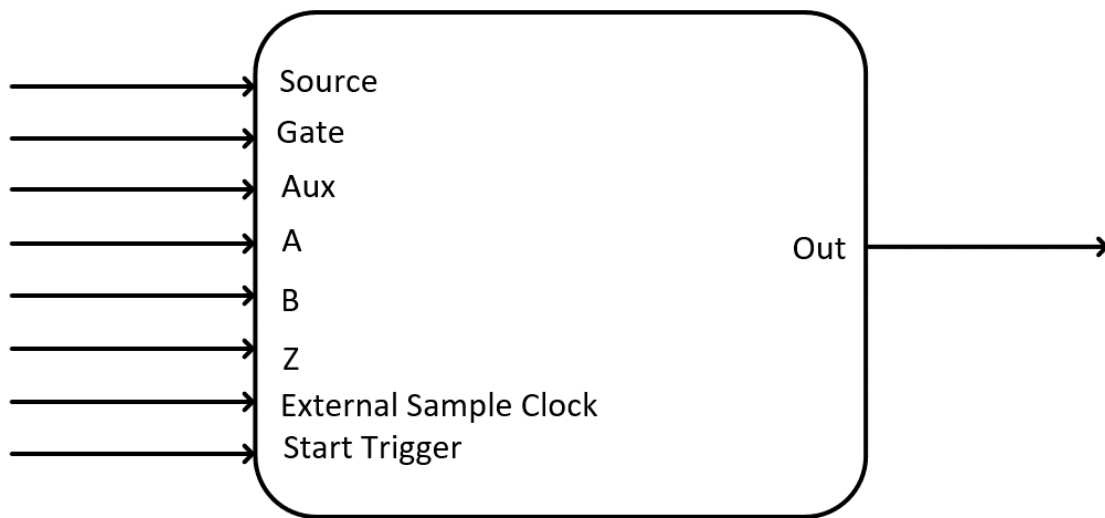 Source
Gate
Aux
A
Out
B
Z
External Sample Clock
Start Trigger